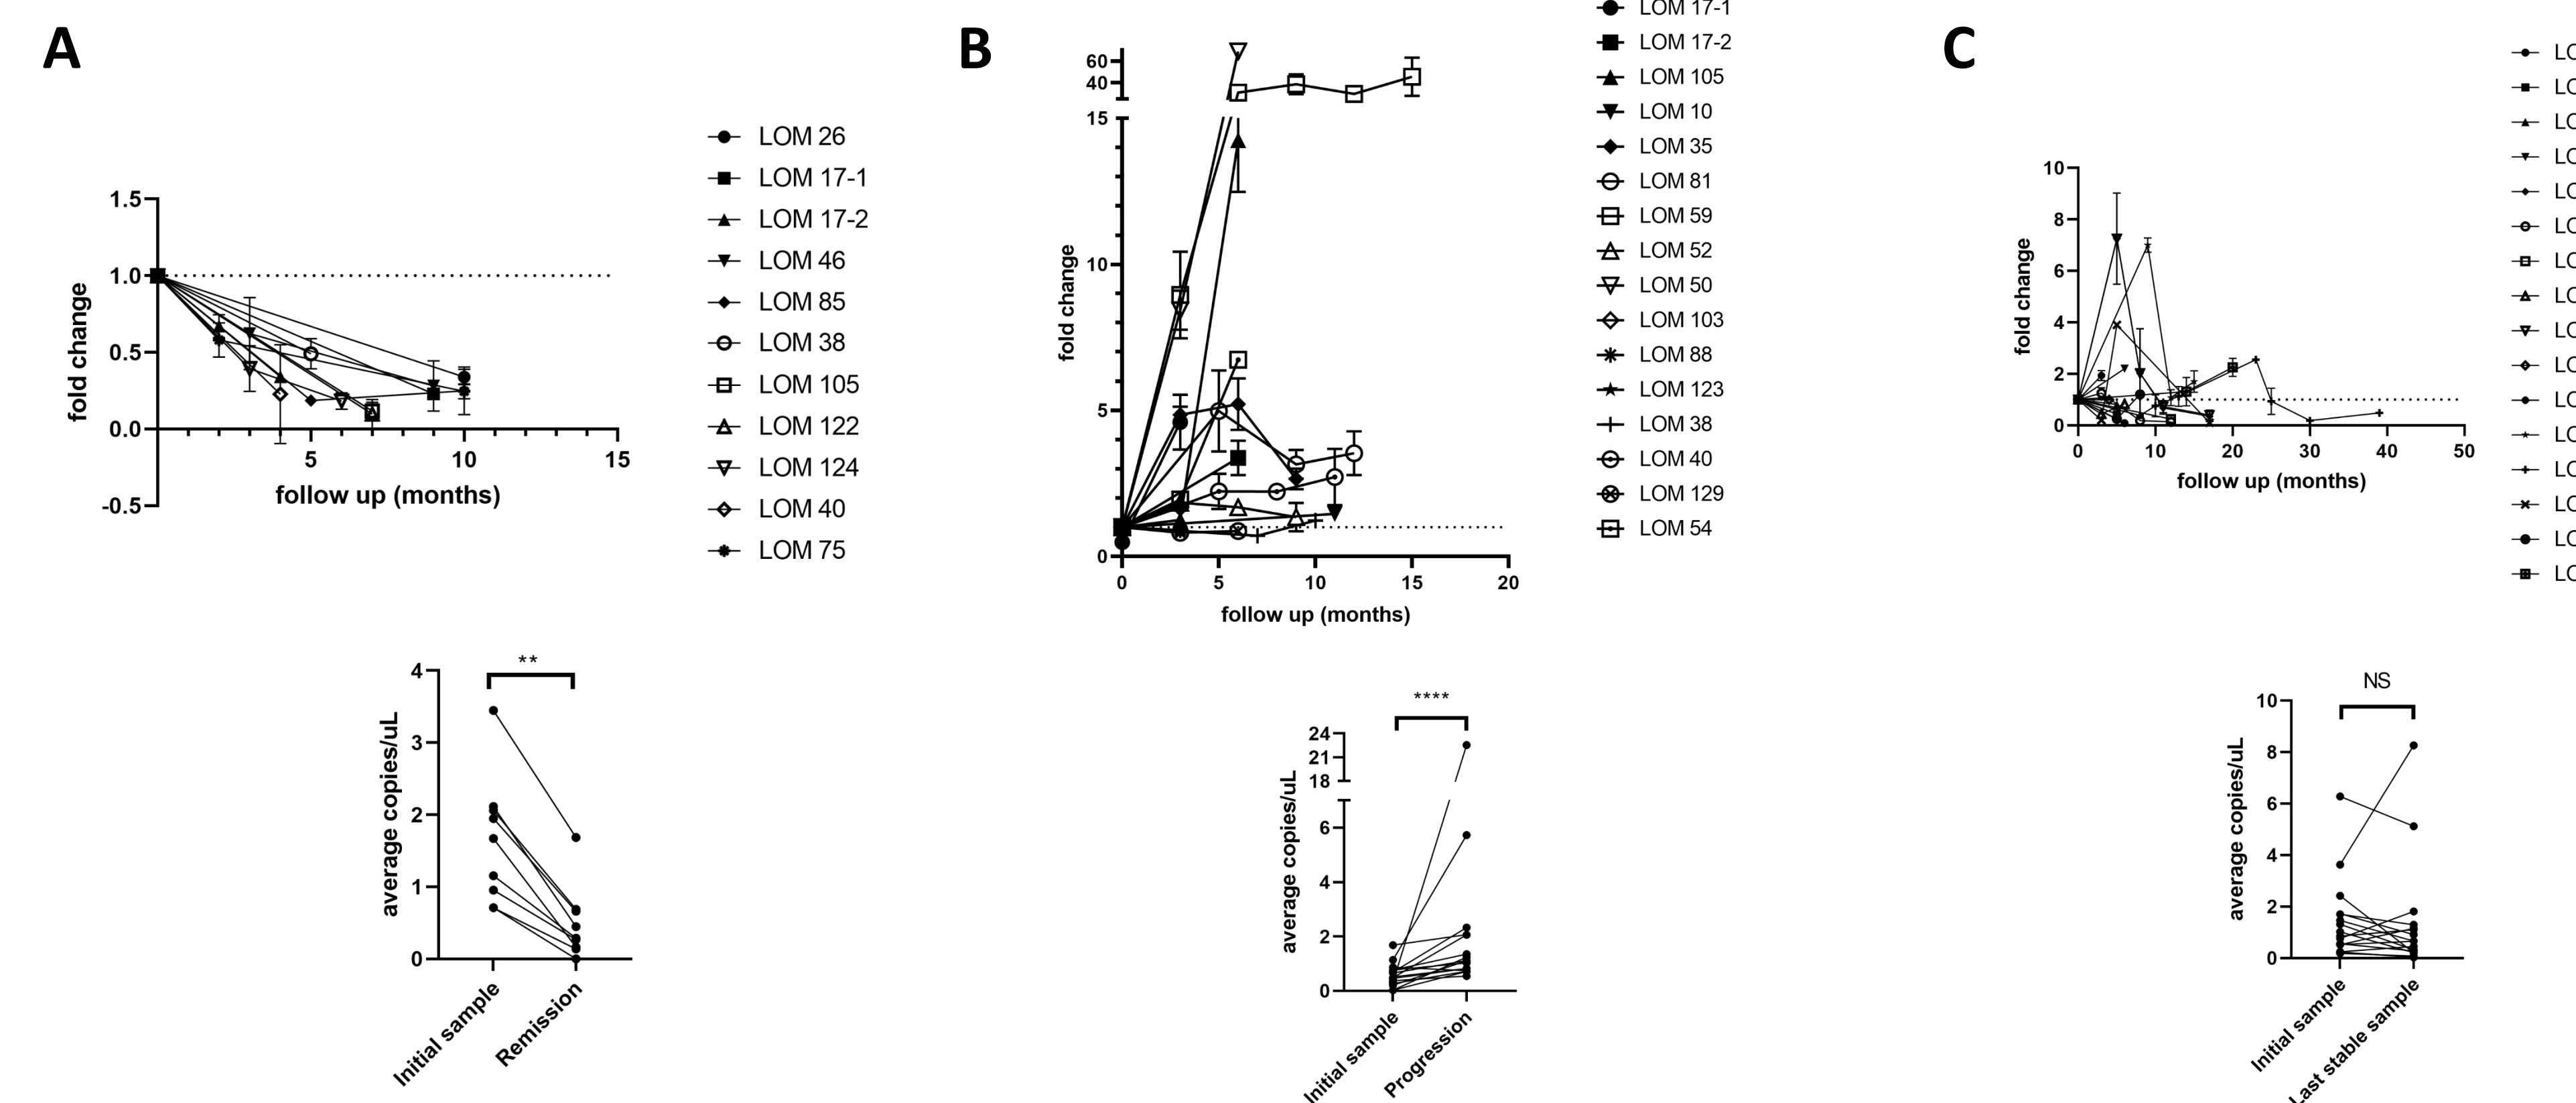 A
1.5
1.0
0.5
0.0
-0.5
5
10
15
fold change
follow up (months)
LOM 26
LOM 17-1
LOM 17-2
LOM 46
LOM 85
LOM 38
LOM 105
LOM 122
LOM 124
LOM 40
LOM 75
**
4
3
2
1
0
average copies/uL
Initial sample
Remission
B
60
40
15
10
5
0
0
5
10
15
20
fold change
follow up (months)
LOM 17-1
LOM 17-2
LOM 105
LOM 10
LOM 35
LOM 81
LOM 59
LOM 52
LOM 50
LOM 103
LOM 88
LOM 123
LOM 38
LOM 40
LOM 129
LOM 54
****
24
21
18
6
4
2
0
average copies/uL
Initial sample
Progression
C
10
8
6
4
2
0
0
10
20
30
40
50
fold change
follow up (months)
NS
10
8
6
4
2
0
average copies/uL
Initial sample
Last stable sample